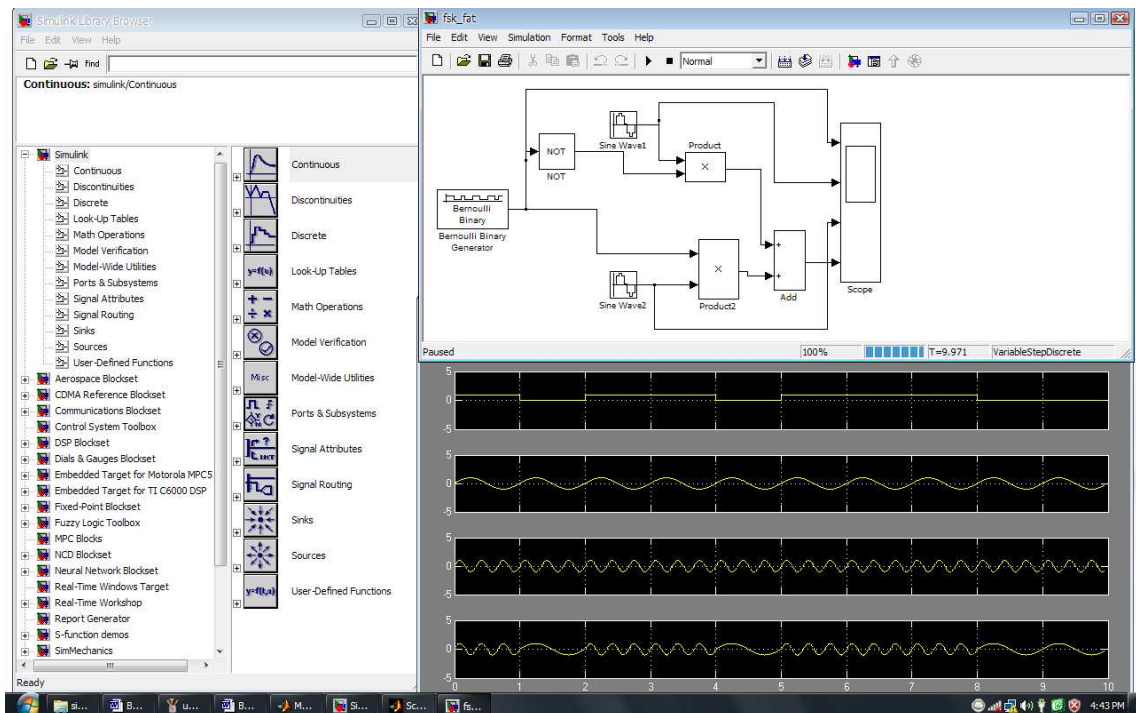 Simulink Library Browser
File Edit View Help
find
Continuous: simulink/Continuous
Simulink
Continuous
Discontinuities
Discrete
Look-Up Tables
Math Operations
Model Verification
Model-Wide Utilities
Ports & Subsystems
Signal Attributes
Signal Routing
Sinks
Sources
User-Defined Functions
Aerospace Blockset
CDMA Reference Blockset
Communications Blockset
Control System Toolbox
DSP Blockset
Dials & Gauges Blockset
Embedded Target for Motorola MPC5
Embedded Target for TI C6000 DSP
Fixed-Point Blockset
Fuzzy Logic Toolbox
MPC Blocks
NCD Blockset
Neural Network Blockset
Real-Time Windows Target
Real-Time Workshop
Report Generator
S-function demos
SimMechanics
Continuous
Discontinuities
Discrete
y=f(u) Look-Up Tables
Math Operations
Model Verification
Misc Model-Wide Utilities
Ports & Subsystems
Signal Attributes
Signal Routing
Sinks
Sources
User-Defined Functions
Ready
fsk_fat
File Edit View Simulation Format Tools Help
Normal
NOT
NOT
Sine Wave1
Product
×
Bernoulli
Binary
Bernoulli Binary
Generator
Sine Wave2
×
Product2
+
+
Add
Scope
Paused 100% T=9.971 VariableStepDiscrete
5
0
-5
5
0
-5
5
0
-5
5
0
-5
0 1 2 3 4 5 6 7 8 9 10
si... B... u... B... M... Si... Sc... fs... 4:43 PM